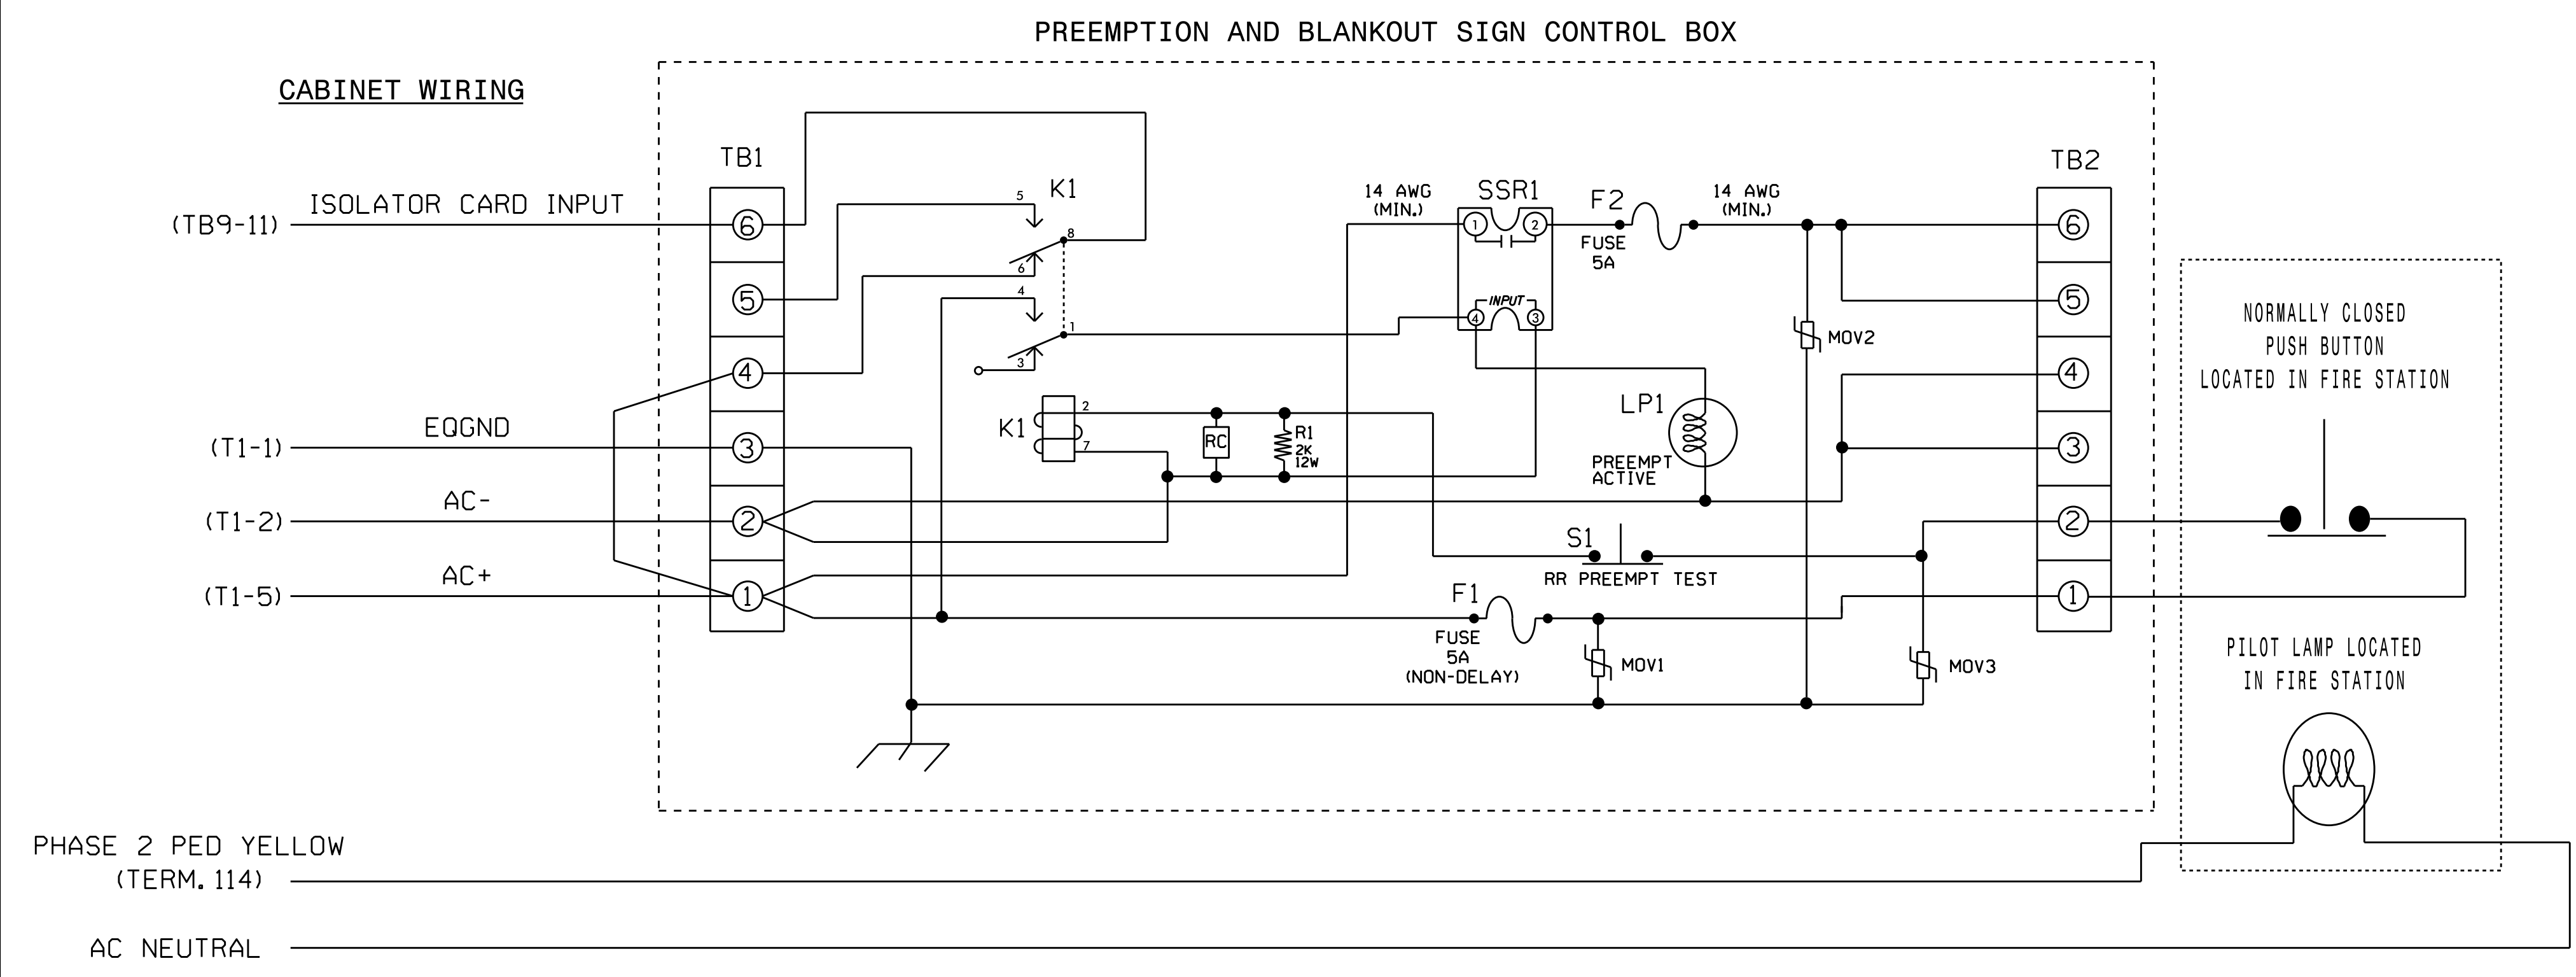 PREEMPTION AND BLANKOUT SIGN CONTROL BOX
CABINET WIRING
TB1
TB2
(TB9-11)
ISOLATOR CARD INPUT
6
5
4
3
2
1
EQGND
(T1-1)
AC-
(T1-2)
AC+
(T1-5)
5
K1
8
6
4
1
3
K1
2
7
RC
R1
2K
12W
14 AWG
(MIN.)
SSR1
1
2
INPUT
4
3
F2
FUSE
5A
14 AWG
(MIN.)
MOV2
LP1
PREEMPT
ACTIVE
S1
RR PREEMPT TEST
F1
FUSE
5A
(NON-DELAY)
MOV1
MOV3
6
5
4
3
2
1
NORMALLY CLOSED
PUSH BUTTON
LOCATED IN FIRE STATION
PILOT LAMP LOCATED
IN FIRE STATION
PHASE 2 PED YELLOW
(TERM. 114)
AC NEUTRAL